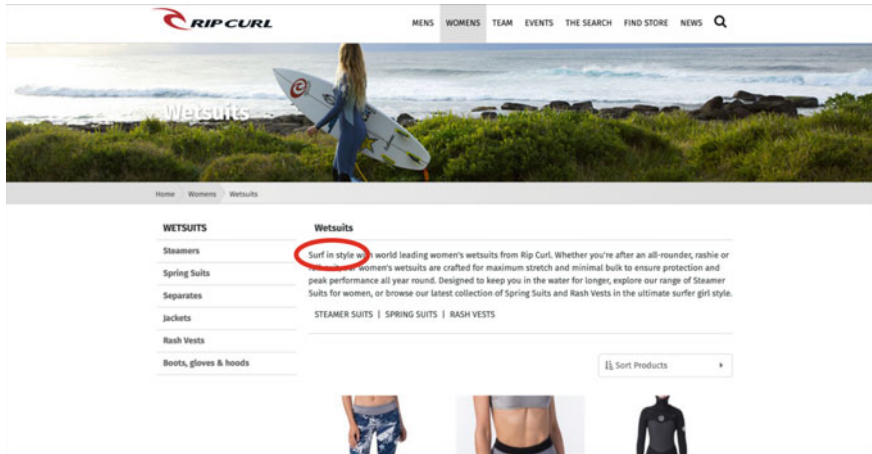 RIP CURL
MENS WOMENS TEAM EVENTS THE SEARCH FIND STORE NEWS
Wetsuits
Home Womens Wetsuits
WETSUITS
Steamers
Spring Suits
Separates
Jackets
Rash Vests
Boots, gloves & hoods
Wetsuits
Surf in style with world leading women's wetsuits from Rip Curl. Whether you're after an all-rounder, rashie or
women's wetsuits are crafted for maximum stretch and minimal bulk to ensure protection and
peak performance all year round. Designed to keep you in the water for longer, explore our range of Steamer
Suits for women, or browse our latest collection of Spring Suits and Rash Vests in the ultimate surfer girl style.
STEAMER SUITS | SPRING SUITS | RASH VESTS
Sort Products